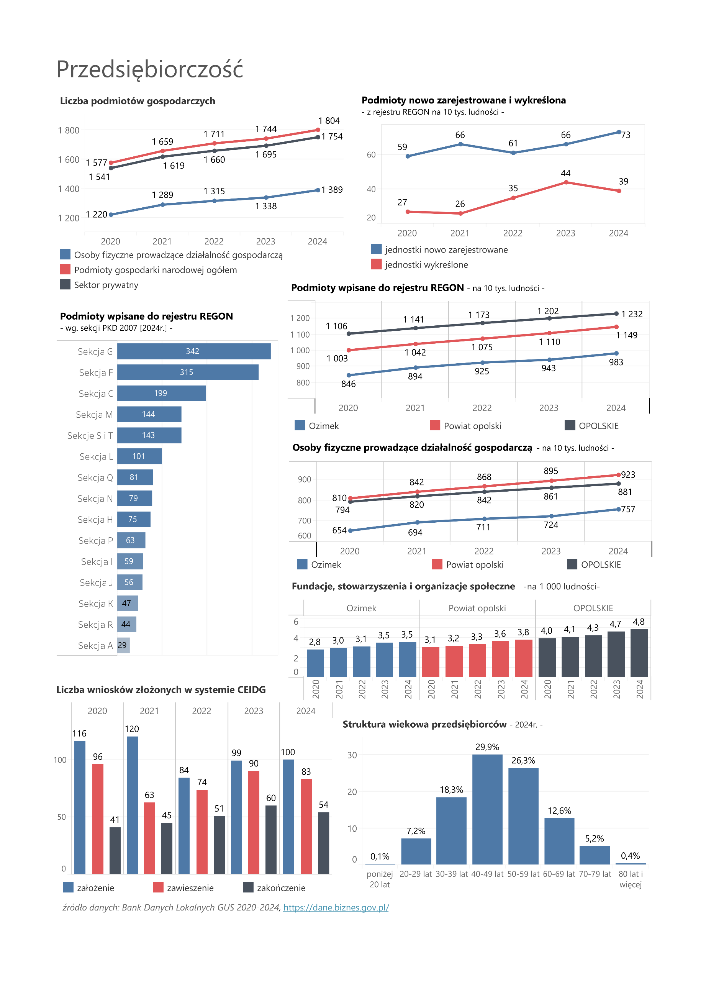 Przedsiębiorczość
Liczba podmiotów gospodarczych
1 800
1 600
1 400
1 200
1 577
1 659
1 711
1 744
1 804
1 541
1 619
1 660
1 695
1 754
1 220
1 289
1 315
1 338
1 389
2020 2021 2022 2023 2024
Osoby fizyczne prowadzące działalność gospodarczą
Podmioty gospodarki narodowej ogółem
Sektor prywatny
Podmioty nowo zarejestrowane i wykreślona
- z rejestru REGON na 10 tys. ludności -
60
40
20
59 66 61 66 73
27 26 35 44 39
2020 2021 2022 2023 2024
jednostki nowo zarejestrowane
jednostki wykreślone
Podmioty wpisane do rejestru REGON - na 10 tys. ludności -
1 200
1 100
1 000
900
800
1 106 1 141 1 173 1 202 1 232
1 003 1 042 1 075 1 110 1 149
846 894 925 943 983
2020 2021 2022 2023 2024
Ozimek Powiat opolski OPOLSKIE
Podmioty wpisane do rejestru REGON
- wg. sekcji PKD 2007 [2024r.] -
Sekcja G 342
Sekcja F 315
Sekcja C 199
Sekcja M 144
Sekcje S i T 143
Sekcja L 101
Sekcja Q 81
Sekcja N 79
Sekcja H 75
Sekcja P 63
Sekcja I 59
Sekcja J 56
Sekcja K 47
Sekcja R 44
Sekcja A 29
Osoby fizyczne prowadzące działalność gospodarczą - na 10 tys. ludności -
900
800
700
600
810 842 868 895 923
794 820 842 861 881
654 694 711 724 757
2020 2021 2022 2023 2024
Ozimek Powiat opolski OPOLSKIE
Fundacje, stowarzyszenia i organizacje społeczne -na 1 000 ludności-
Ozimek Powiat opolski OPOLSKIE
6
4
2
0
2,8 3,0 3,1 3,5 3,5 3,1 3,2 3,3 3,6 3,8 4,0 4,1 4,3 4,7 4,8
2020 2021 2022 2023 2024 2020 2021 2022 2023 2024 2020 2021 2022 2023 2024
Liczba wniosków złożonych w systemie CEIDG
2020 2021 2022 2023 2024
100
50
0
116 96 41 120 63 45 84 74 51 99 90 60 100 83 54
założenie zawieszenie zakończenie
Struktura wiekowa przedsiębiorców - 2024r. -
30
20
10
0
0,1% 7,2% 18,3% 29,9% 26,3% 12,6% 5,2% 0,4%
poniżej 20-29 lat 30-39 lat 40-49 lat 50-59 lat 60-69 lat 70-79 lat 80 lat i
20 lat więcej
źródło danych: Bank Danych Lokalnych GUS 2020-2024, https://dane.biznes.gov.pl/